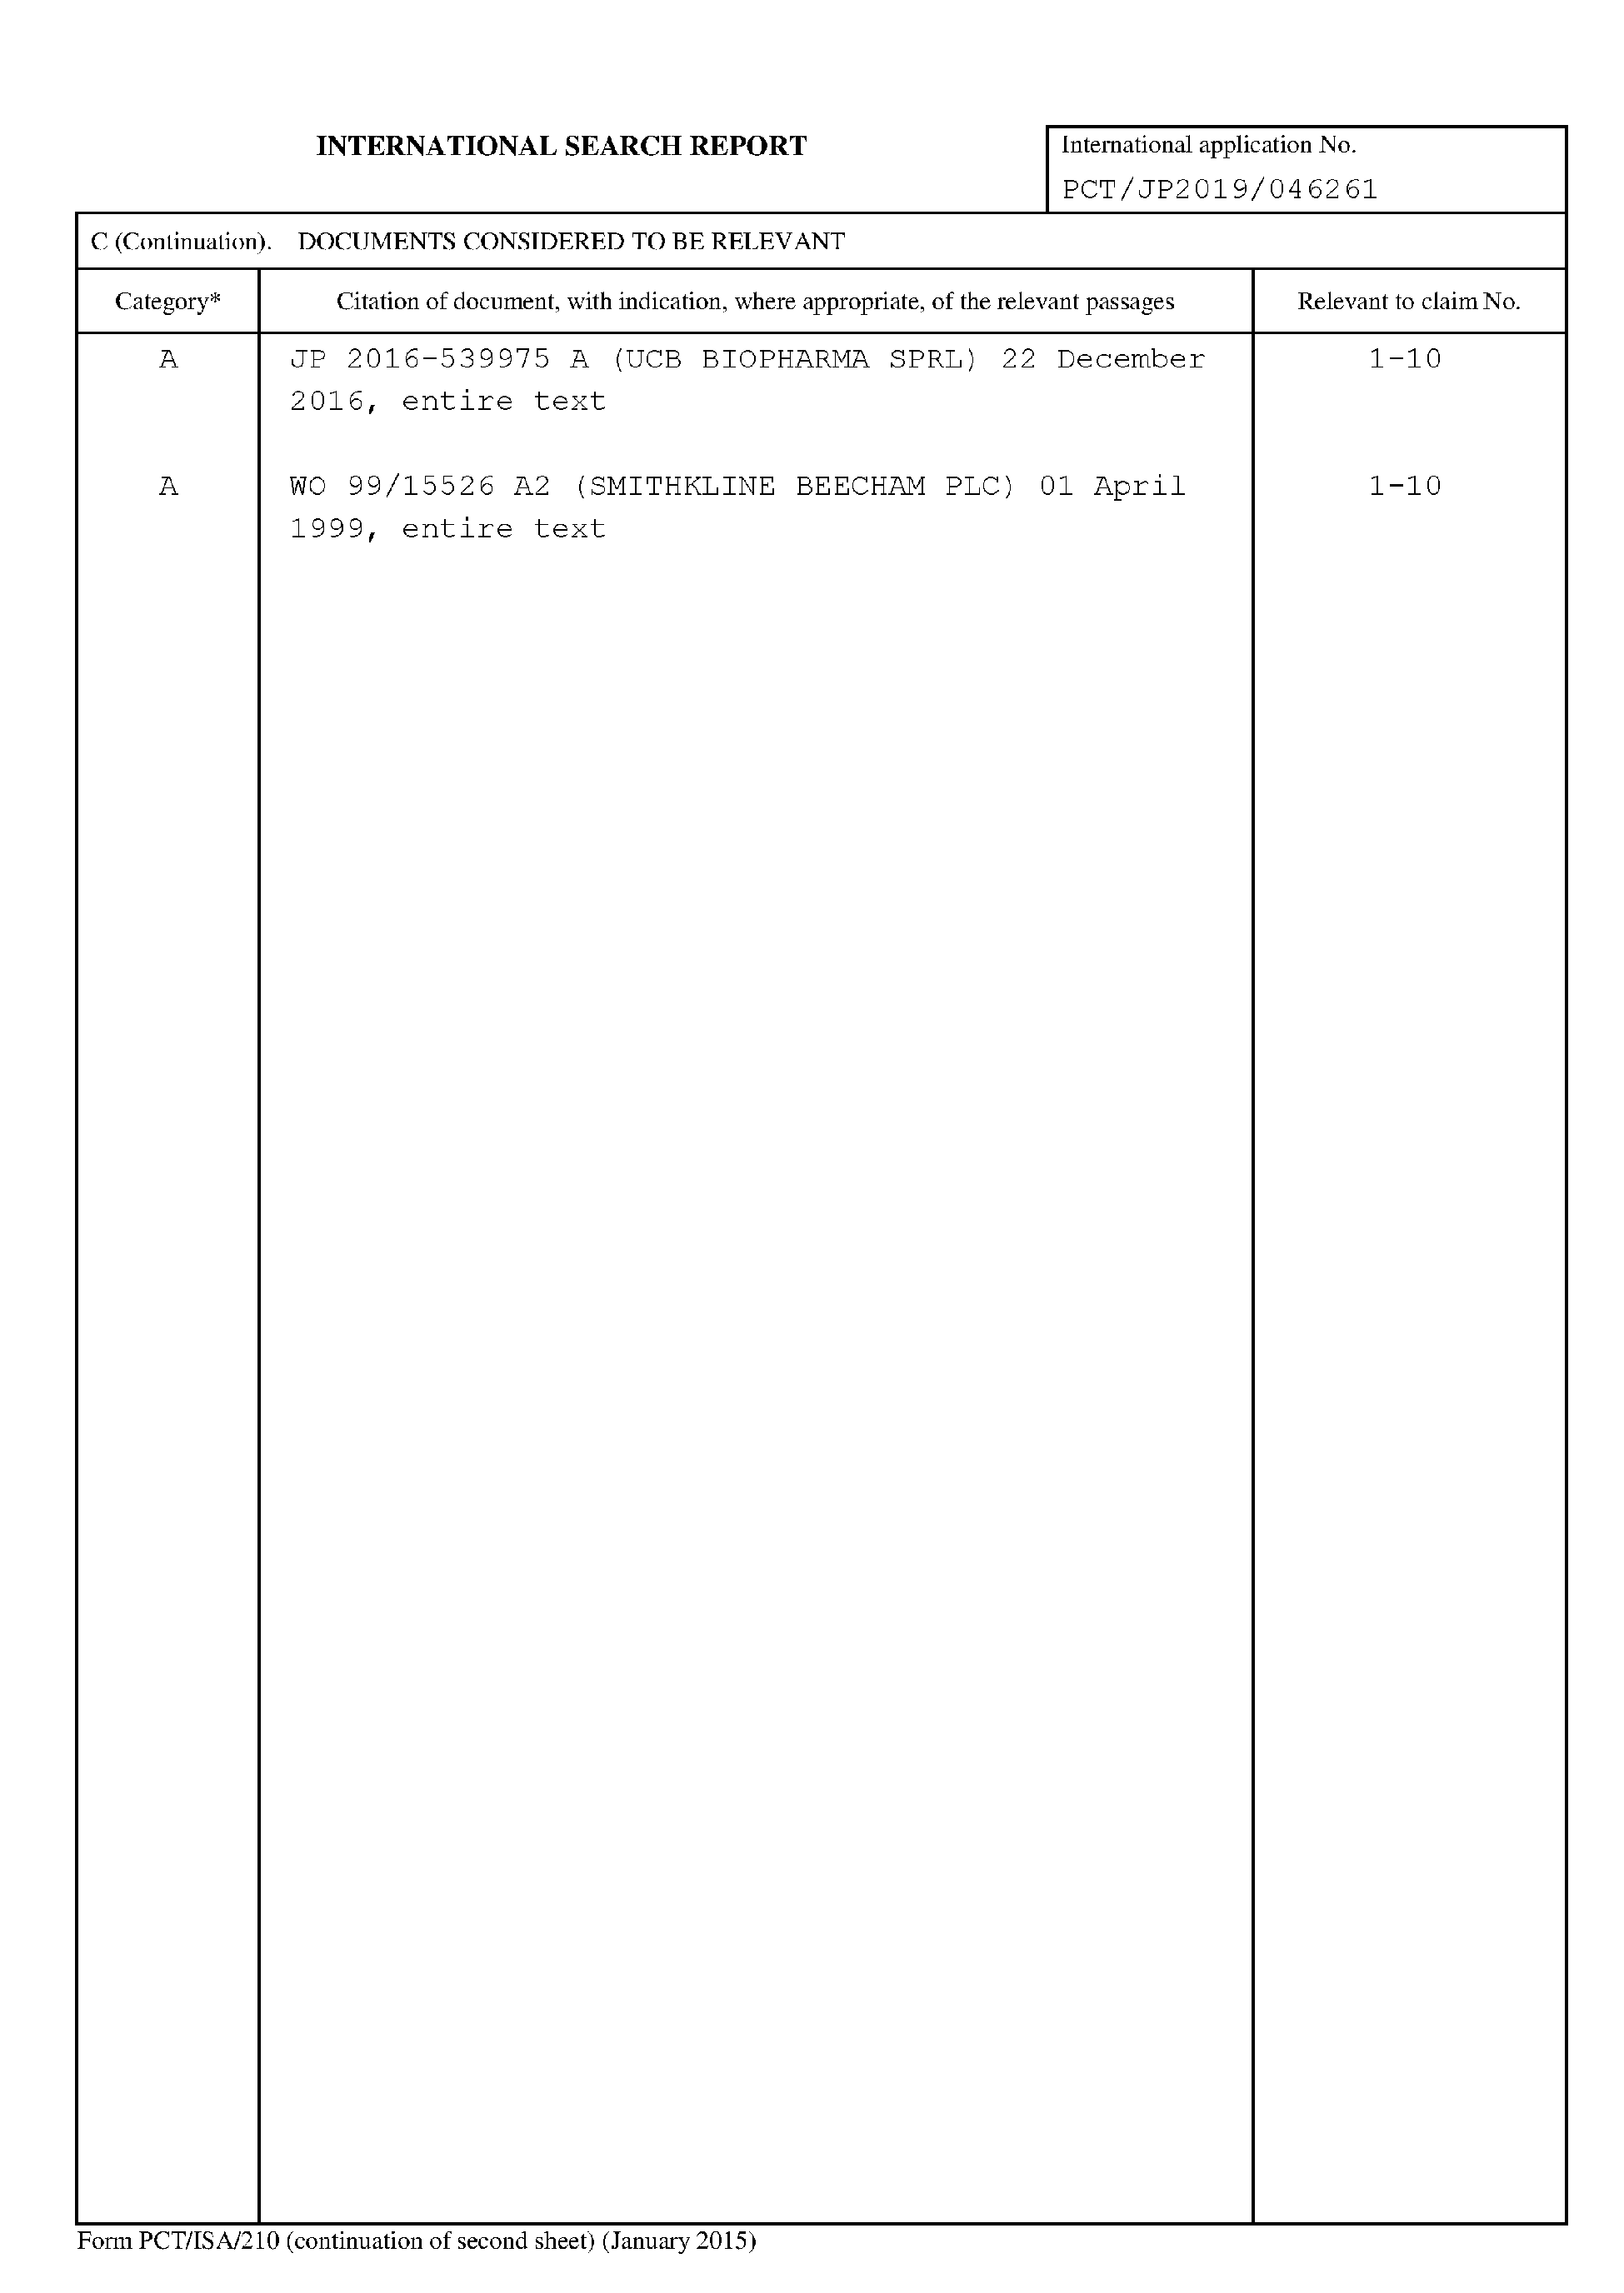 INTERNATIONAL SEARCH REPORT
International application No.
PCT/JP2019/046261
C (Continuation). DOCUMENTS CONSIDERED TO BE RELEVANT
Category* Citation of document, with indication, where appropriate, of the relevant passages Relevant to claim No.
A JP 2016-539975 A (UCB BIOPHARMA SPRL) 22 December 1-10
2016, entire text
A WO 99/15526 A2 (SMITHKLINE BEECHAM PLC) 01 April 1-10
1999, entire text
Form PCT/ISA/210 (continuation of second sheet) (January 2015)